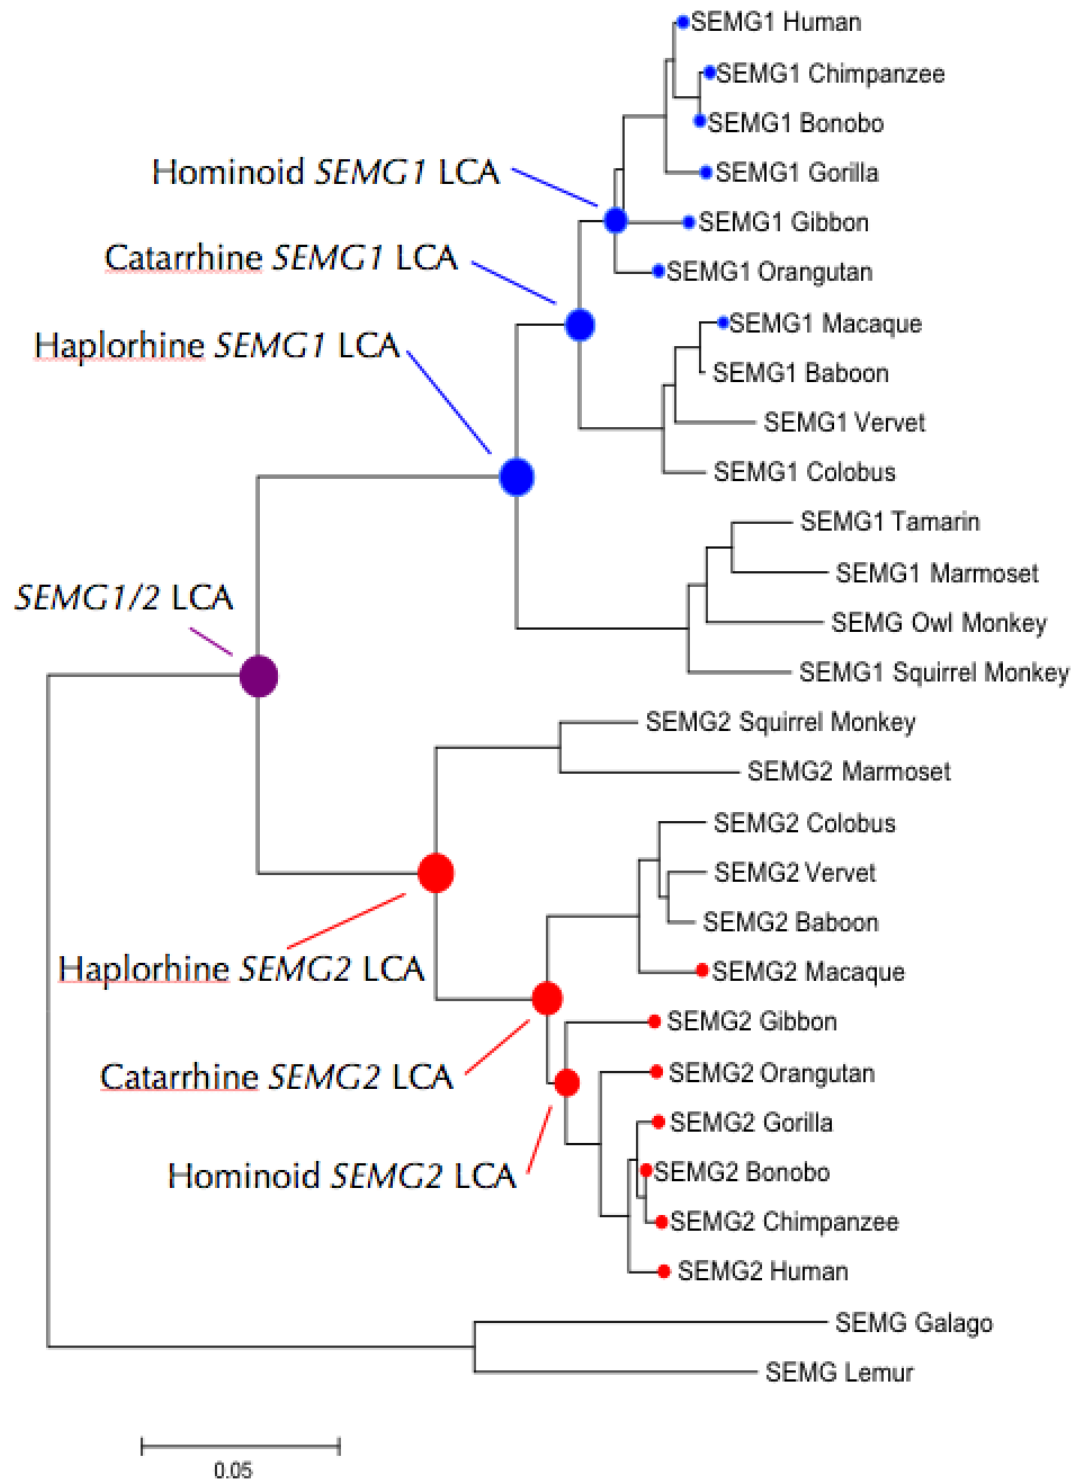 SEMG1 Human
SEMG1 Chimpanzee
SEMG1 Bonobo
Hominoid SEMG1 LCA
SEMG1 Gorilla
SEMG1 Gibbon
Catarrhine SEMG1 LCA
SEMG1 Orangutan
SEMG1 Macaque
Haplorhine SEMG1 LCA
SEMG1 Baboon
SEMG1 Vervet
SEMG1 Colobus
SEMG1 Tamarin
SEMG1 Marmoset
SEMG1/2 LCA
SEMG Owl Monkey
SEMG1 Squirrel Monkey
SEMG2 Squirrel Monkey
SEMG2 Marmoset
SEMG2 Colobus
SEMG2 Vervet
SEMG2 Baboon
Haplorhine SEMG2 LCA
SEMG2 Macaque
SEMG2 Gibbon
Catarrhine SEMG2 LCA
SEMG2 Orangutan
SEMG2 Gorilla
Hominoid SEMG2 LCA
SEMG2 Bonobo
SEMG2 Chimpanzee
SEMG2 Human
SEMG Galago
SEMG Lemur
0.05